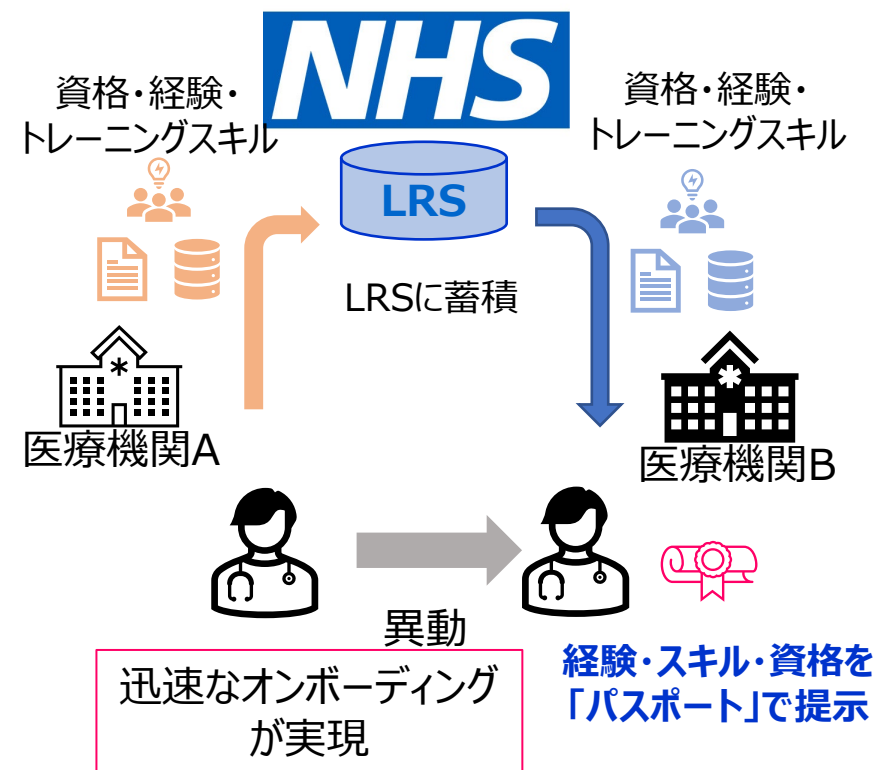 NHS
資格・経験・
トレーニングスキル
資格・経験・
トレーニングスキル
LRS
LRSに蓄積
医療機関A
医療機関B
異動
迅速なオンボーディング
が実現
経験・スキル・資格を
「パスポート」で提示